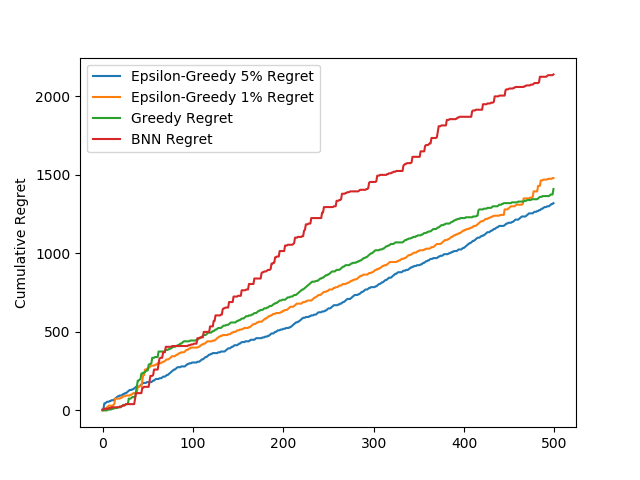 Epsilon-Greedy 5% Regret
Epsilon-Greedy 1% Regret
Greedy Regret
BNN Regret
Cumulative Regret
2000
1500
1000
500
0
0 100 200 300 400 500